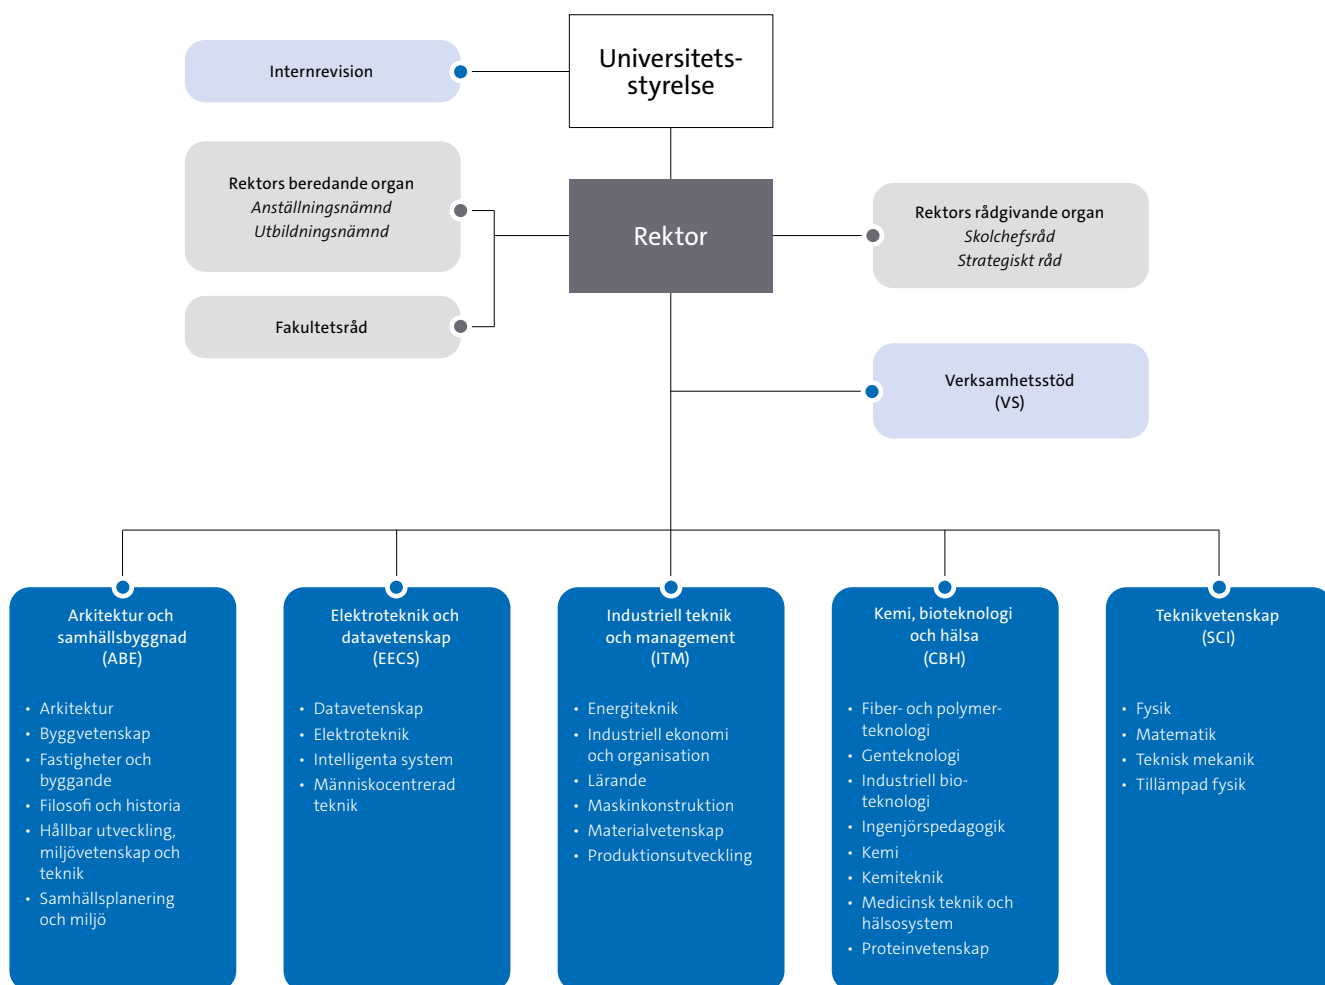 Universitets-
styrelse
Internrevision
Rektors beredande organ
Anställningsnämnd
Utbildningsnämnd
Rektor
Rektors rådgivande organ
Skolchefsråd
Strategiskt råd
Fakultetsråd
Verksamhetsstöd
(VS)
Arkitektur och
samhällsbyggnad
(ABE)
• Arkitektur
• Byggvetenskap
• Fastigheter och
byggande
• Filosofi och historia
• Hållbar utveckling,
miljövetenskap och
teknik
• Samhällsplanering
och miljö
Elektroteknik och
datavetenskap
(EECS)
• Datavetenskap
• Elektroteknik
• Intelligenta system
• Människocentrerad
teknik
Industriell teknik
och management
(ITM)
• Energiteknik
• Industriell ekonomi
och organisation
• Lärande
• Maskinkonstruktion
• Materialvetenskap
• Produktionsutveckling
Kemi, bioteknologi
och hälsa
(CBH)
• Fiber- och polymer-
teknologi
• Genteknologi
• Industriell bio-
teknologi
• Ingenjörspedagogik
• Kemi
• Kemiteknik
• Medicinsk teknik och
hälsosystem
• Proteinvetenskap
Teknikvetenskap
(SCI)
• Fysik
• Matematik
• Teknisk mekanik
• Tillämpad fysik